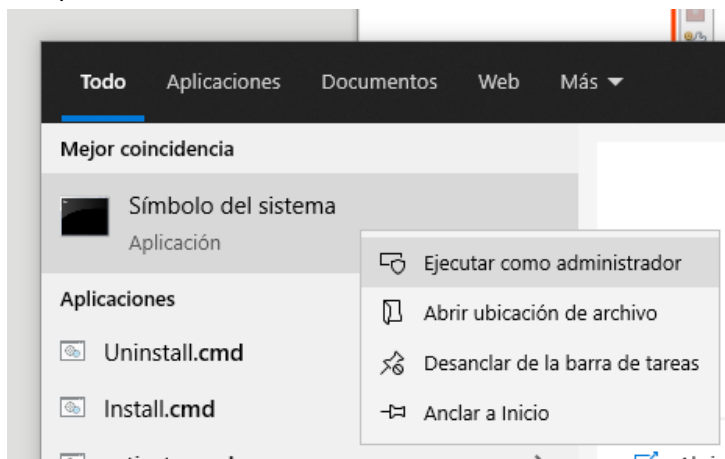 Todo Aplicaciones Documentos Web Más
Mejor coincidencia
Símbolo del sistema
Aplicación
Ejecutar como administrador
Abrir ubicación de archivo
Desanclar de la barra de tareas
Anclar a Inicio
Aplicaciones
Uninstall.cmd
Install.cmd